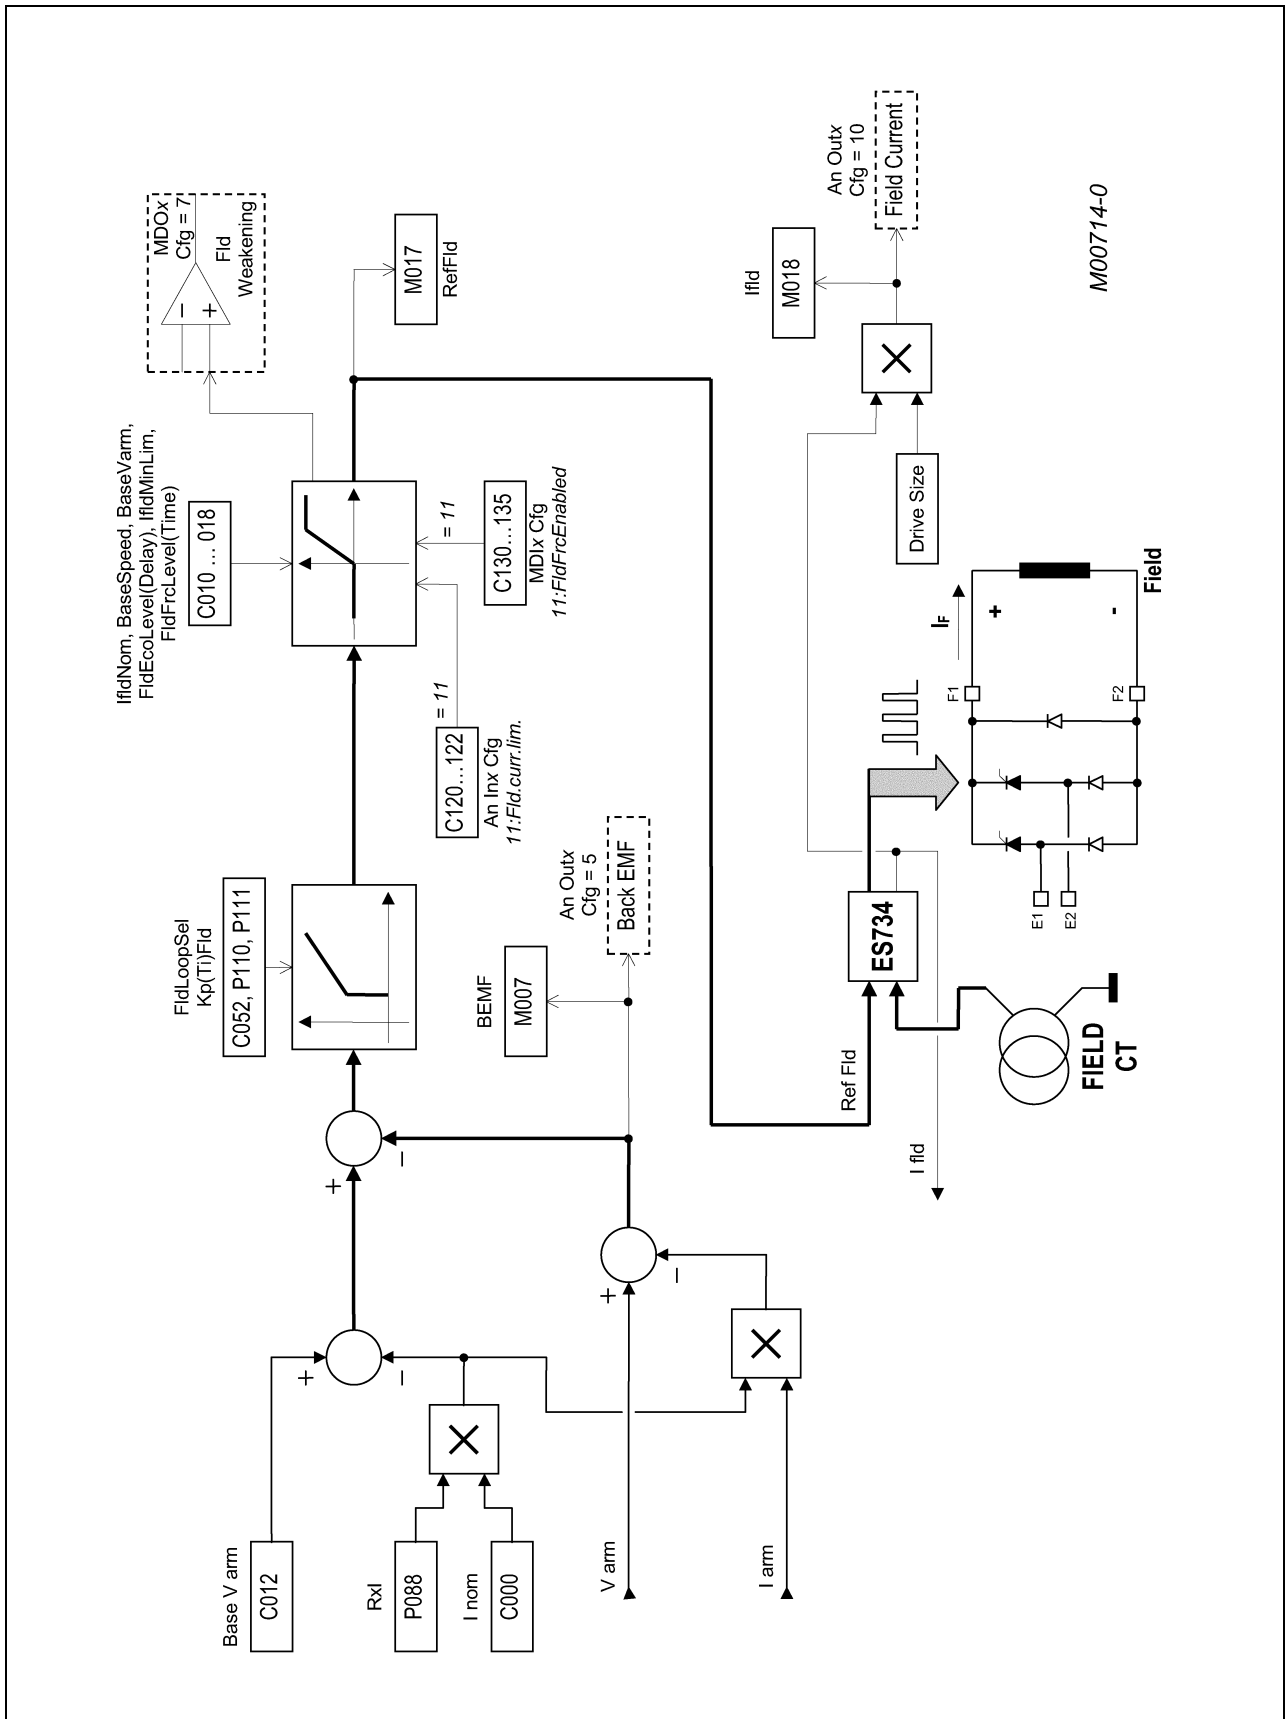 Base V arm
C012
RxI
P088
I nom
C000
V arm
I arm
+
−
+
−
+
−
FldLoopSel
Kp(Ti)Fld
C052, P110, P111
BEMF
M007
An Outx
Cfg = 5
Back EMF
IfldNom, BaseSpeed, BaseVarm,
FldEcoLevel(Delay), IfldMinLim,
FldFrcLevel(Time)
C010 ... 018
= 11
C120...122
An Inx Cfg
11:Fld.curr.lim.
= 11
C130...135
MDIx Cfg
11:FldFrcEnabled
MDOx
Cfg = 7
−
+
Fld
Weakening
M017
RefFld
Ref Fld
I fld
ES734
FIELD
CT
E1
E2
F1
F2
IF
+
-
Field
Drive Size
Ifld
M018
An Outx
Cfg = 10
Field Current
M00714-0